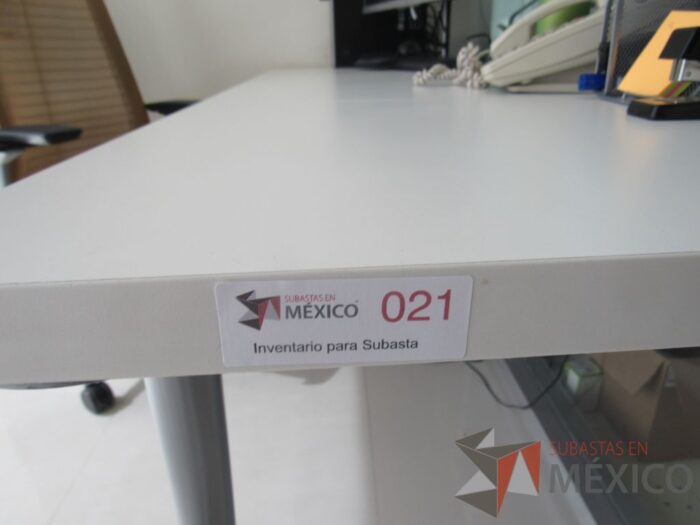 SUBASTAS EN
MÉXICO
021
Inventario para Subasta
SUBASTAS EN
MÉXICO